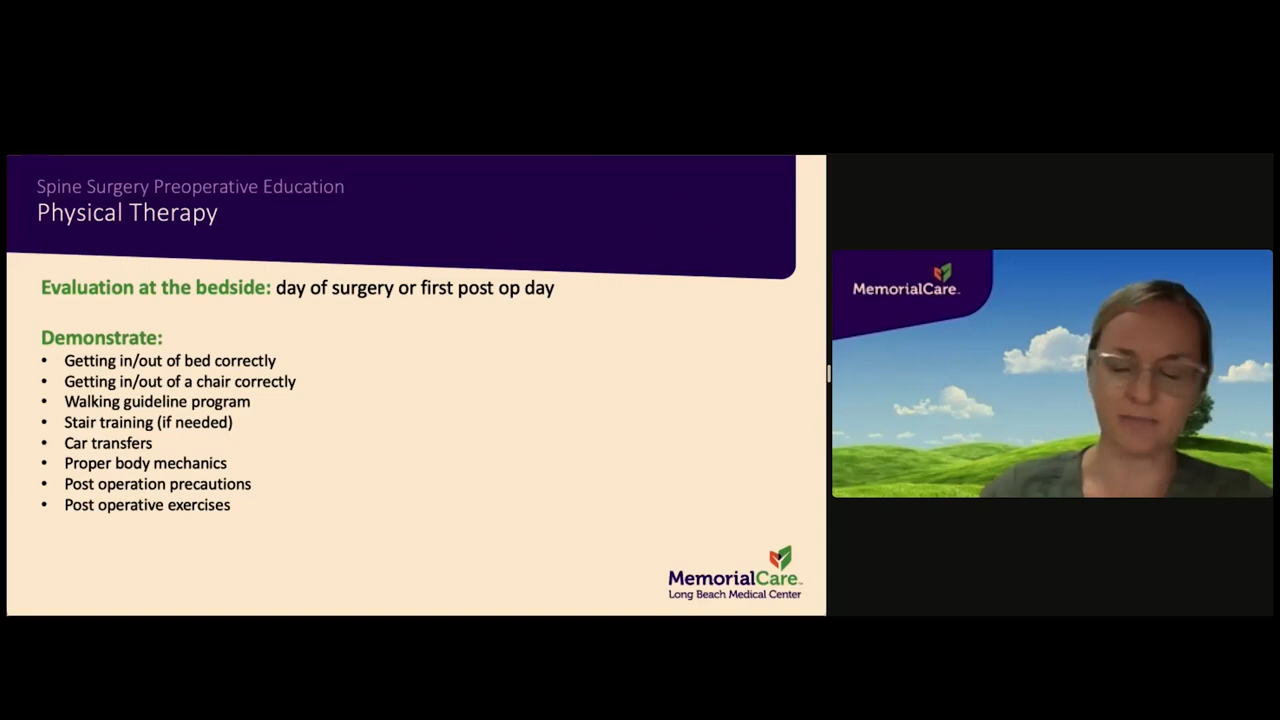 Spine Surgery Preoperative Education
Physical Therapy
Evaluation at the bedside: day of surgery or first post op day
Demonstrate:
• Getting in/out of bed correctly
• Getting in/out of a chair correctly
• Walking guideline program
• Stair training (if needed)
• Car transfers
• Proper body mechanics
• Post operation precautions
• Post operative exercises
MemorialCare™
Long Beach Medical Center
MemorialCare™